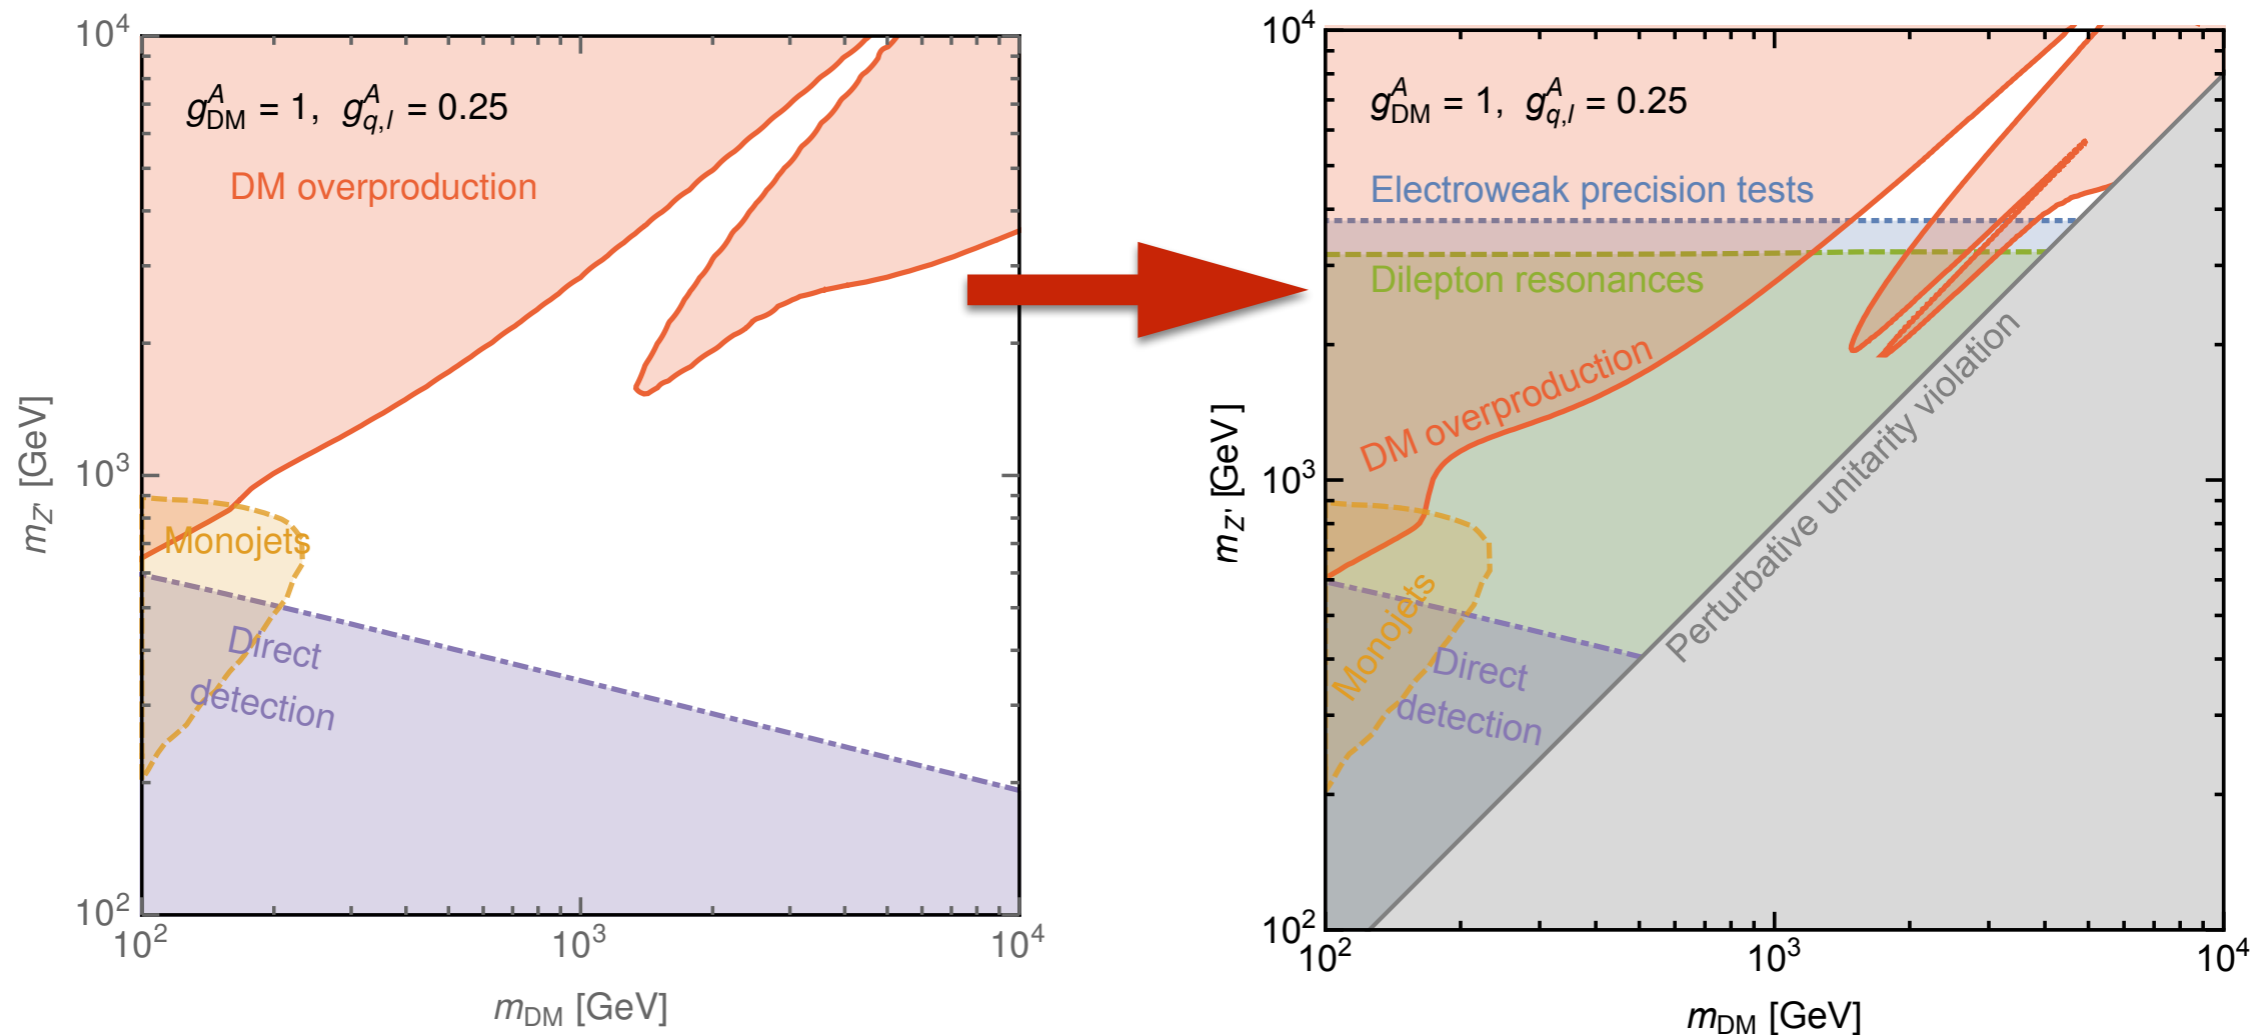 10^4
g^A_DM = 1, g^A_q,l = 0.25
DM overproduction
10^3
Monojets
Direct
detection
10^2
10^2 10^3 10^4
m_Z' [GeV]
m_DM [GeV]
10^4
g^A_DM = 1, g^A_q,l = 0.25
Electroweak precision tests
Dilepton resonances
DM overproduction
Perturbative unitarity violation
10^3
Monojets
Direct
detection
10^2
10^2 10^3 10^4
m_Z' [GeV]
m_DM [GeV]